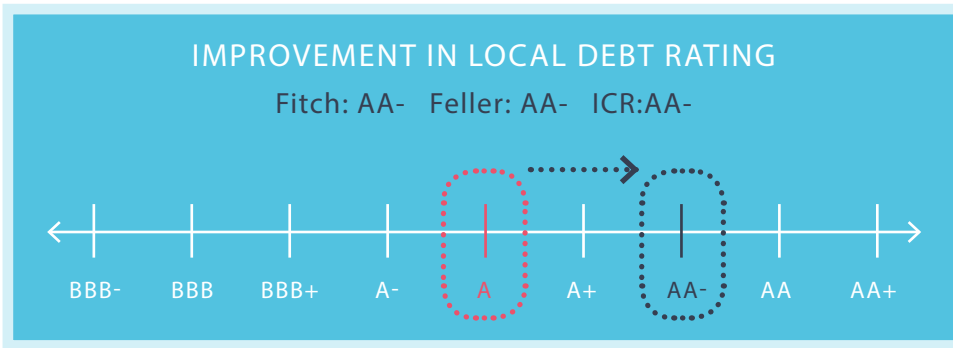 IMPROVEMENT IN LOCAL DEBT RATING
Fitch: AA- Feller: AA- ICR:AA-
BBB- BBB BBB+ A- A A+ AA- AA AA+